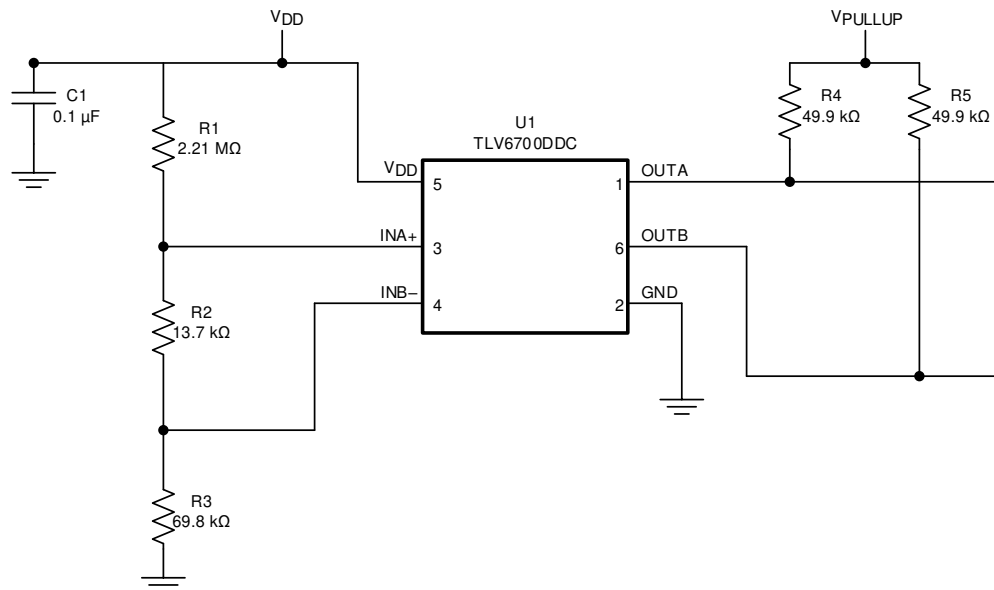 VDD
VPULLUP
C1
0.1 µF
R1
2.21 MΩ
U1
TLV6700DDC
R4
49.9 kΩ
R5
49.9 kΩ
VDD
5
1
OUTA
INA+
3
6
OUTB
INB–
4
2
GND
R2
13.7 kΩ
R3
69.8 kΩ